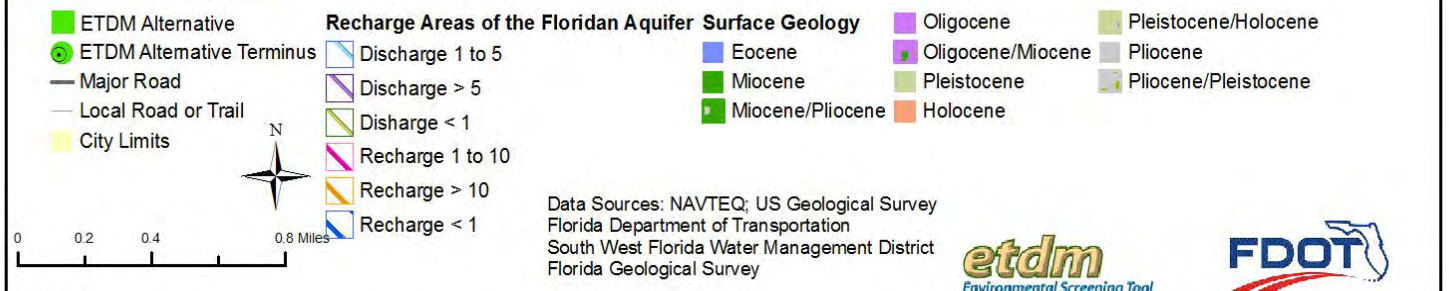 ETDM Alternative
ETDM Alternative Terminus
Major Road
Local Road or Trail
City Limits
N
0 0.2 0.4 0.8 Miles
Recharge Areas of the Floridan Aquifer
Discharge 1 to 5
Discharge > 5
Disharge < 1
Recharge 1 to 10
Recharge > 10
Recharge < 1
Surface Geology
Eocene
Miocene
Miocene/Pliocene
Oligocene
Oligocene/Miocene
Pleistocene
Holocene
Pleistocene/Holocene
Pliocene
Pliocene/Pleistocene
Data Sources: NAVTEQ; US Geological Survey
Florida Department of Transportation
South West Florida Water Management District
Florida Geological Survey
etdm
Environmental Screening Tool
FDOT